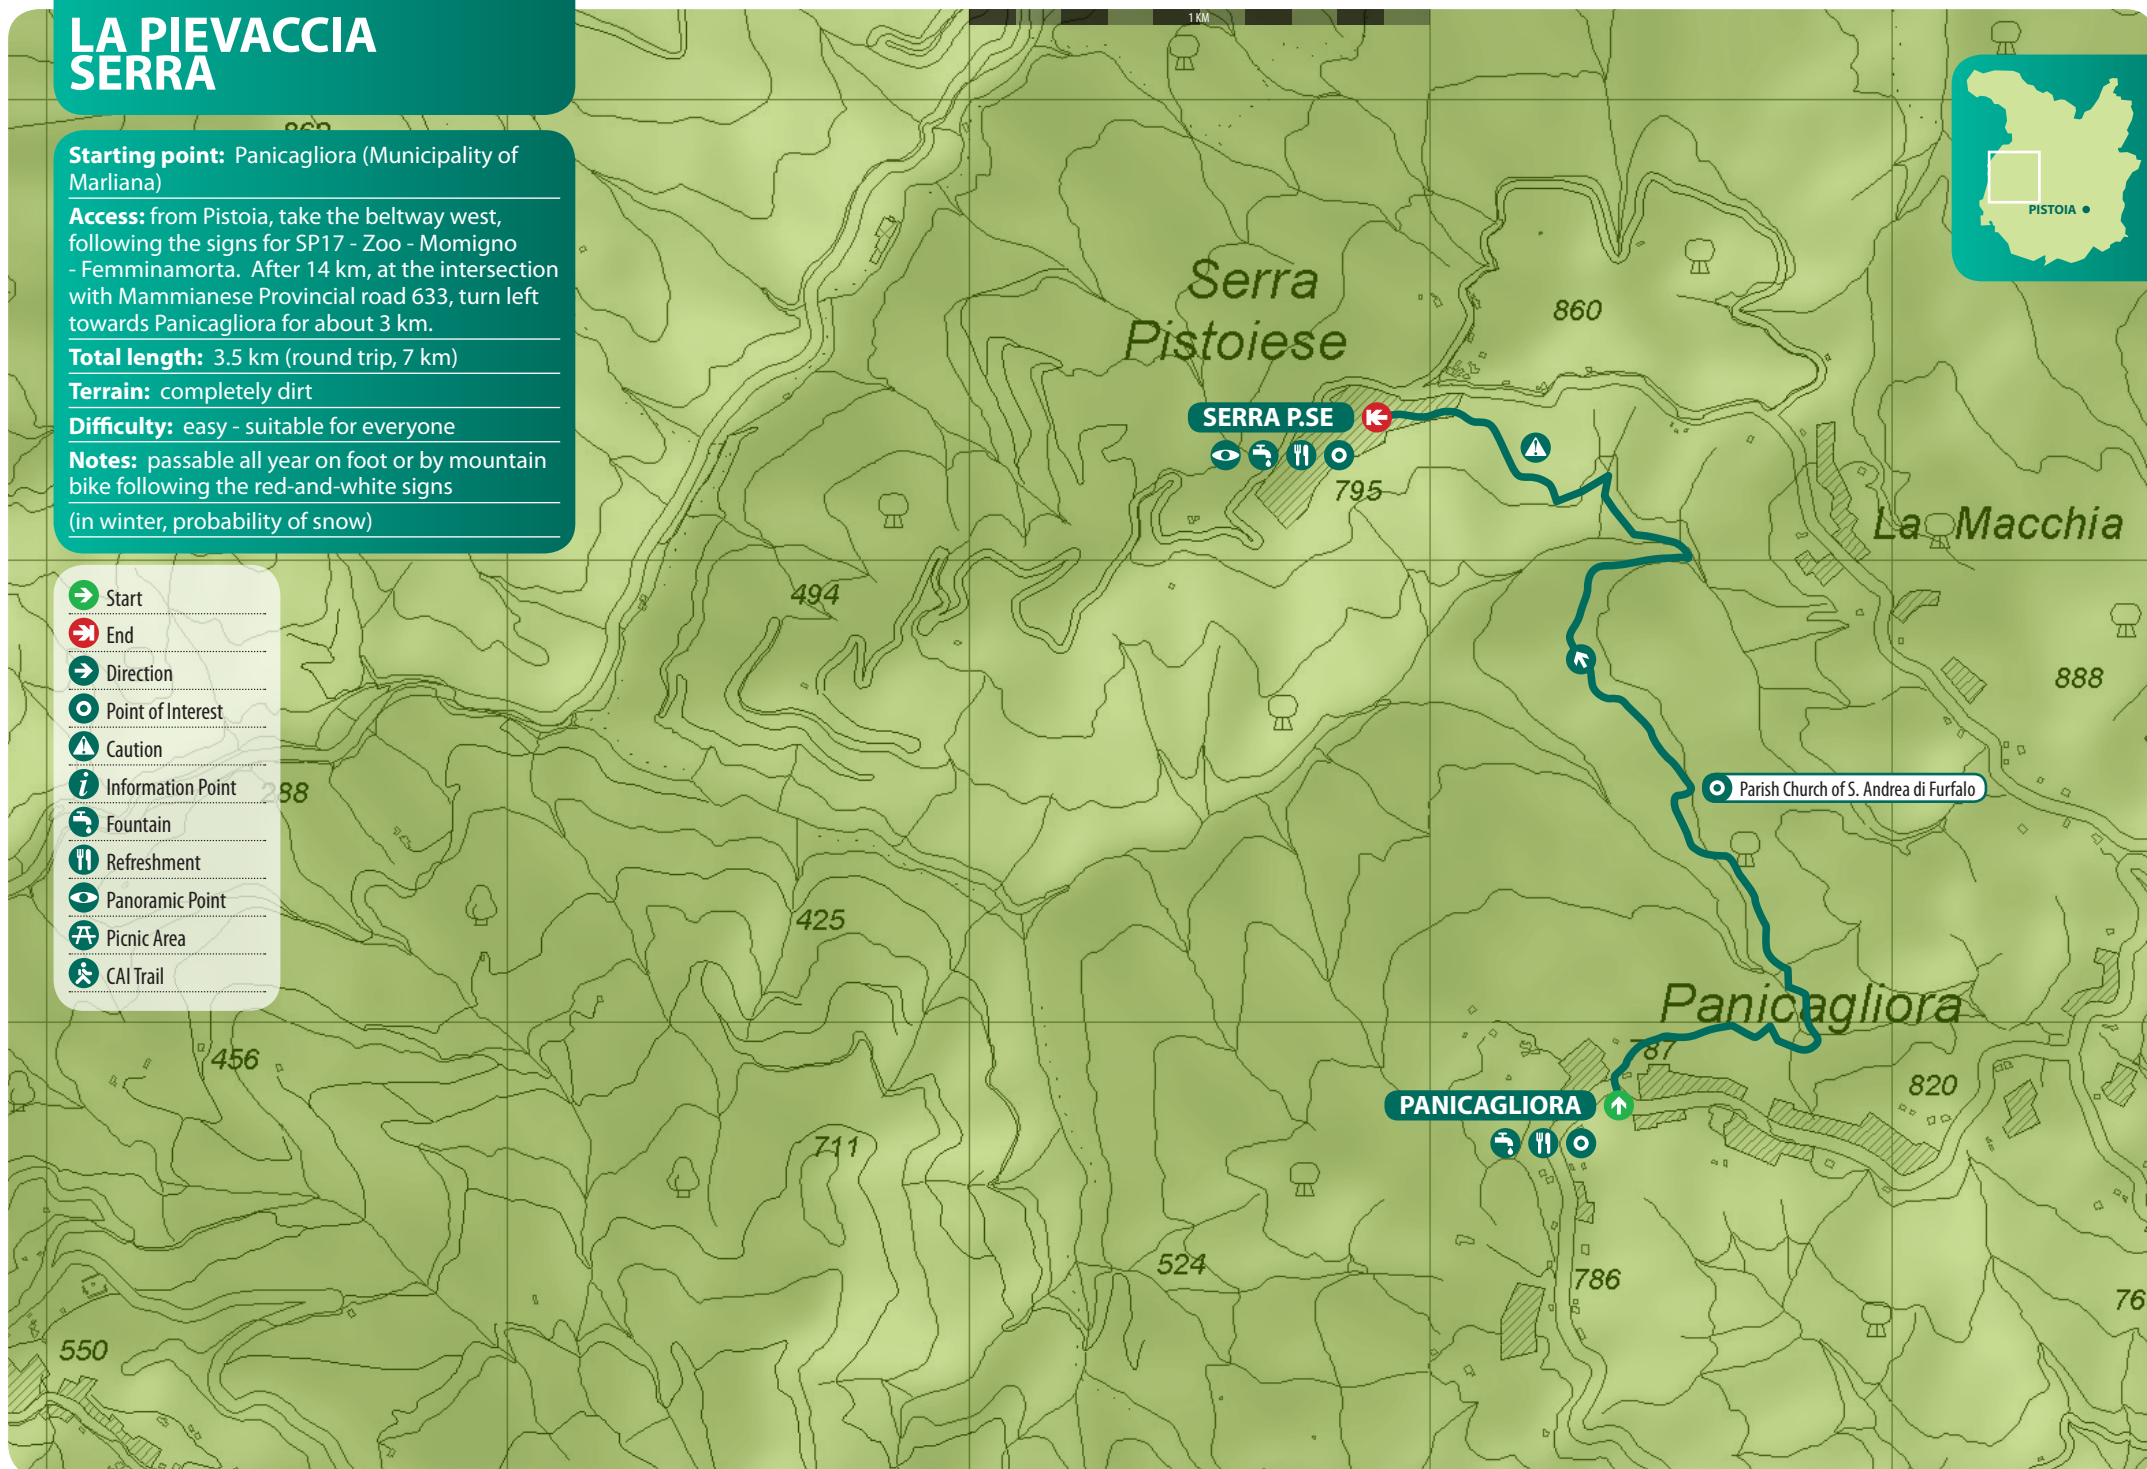 LA PIEVACCIA
SERRA
1 KM
Starting point: Panicagliora (Municipality of
Marliana)
Access: from Pistoia, take the beltway west,
following the signs for SP17 - Zoo - Momigno
- Femminamorta. After 14 km, at the intersection
with Mammianese Provincial road 633, turn left
towards Panicagliora for about 3 km.
Total length: 3.5 km (round trip, 7 km)
Terrain: completely dirt
Difficulty: easy - suitable for everyone
Notes: passable all year on foot or by mountain
bike following the red-and-white signs
(in winter, probability of snow)
Start
End
Direction
Point of Interest
Caution
Information Point
Fountain
Refreshment
Panoramic Point
Picnic Area
CAI Trail
PISTOIA
Serra
Pistoiese
860
SERRA P.SE
795
La Macchia
494
888
Parish Church of S. Andrea di Furfalo
425
Panicagliora
787
456
820
PANICAGLIORA
711
524
786
76
550